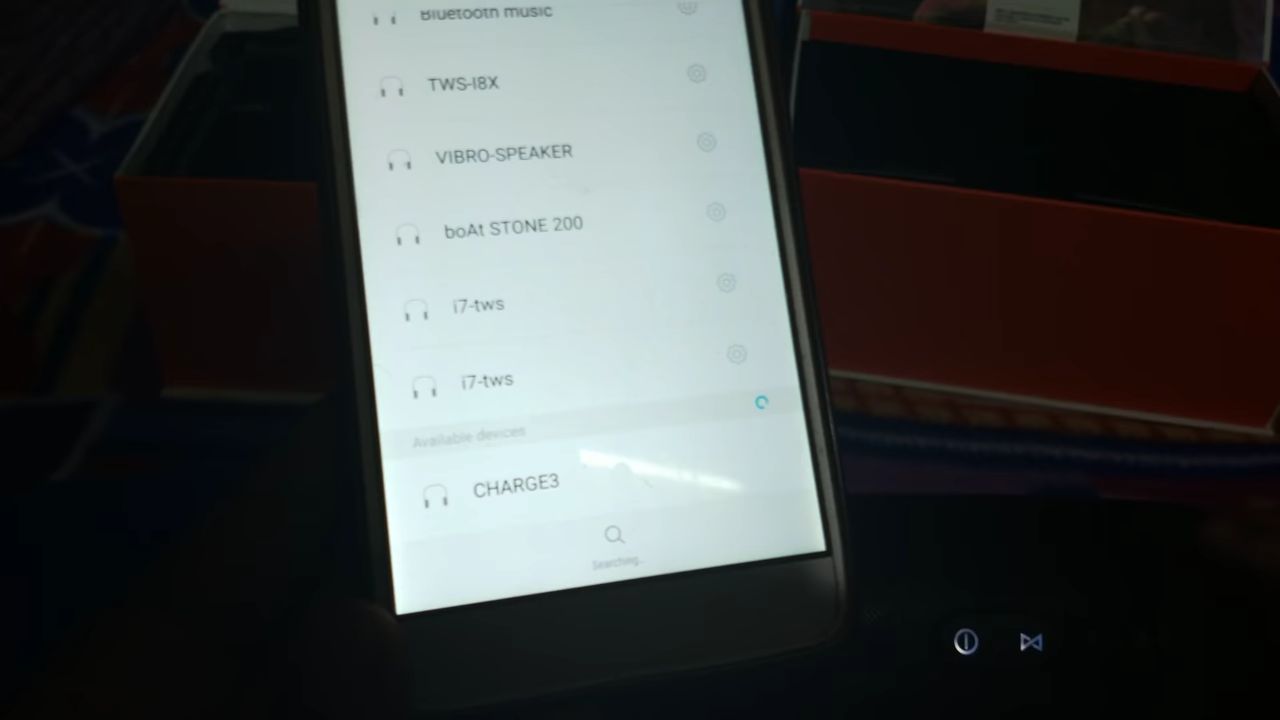 Bluetooth music
TWS-I8X
VIBRO-SPEAKER
boAt STONE 200
i7-tws
i7-tws
Available devices
CHARGE3
Searching...